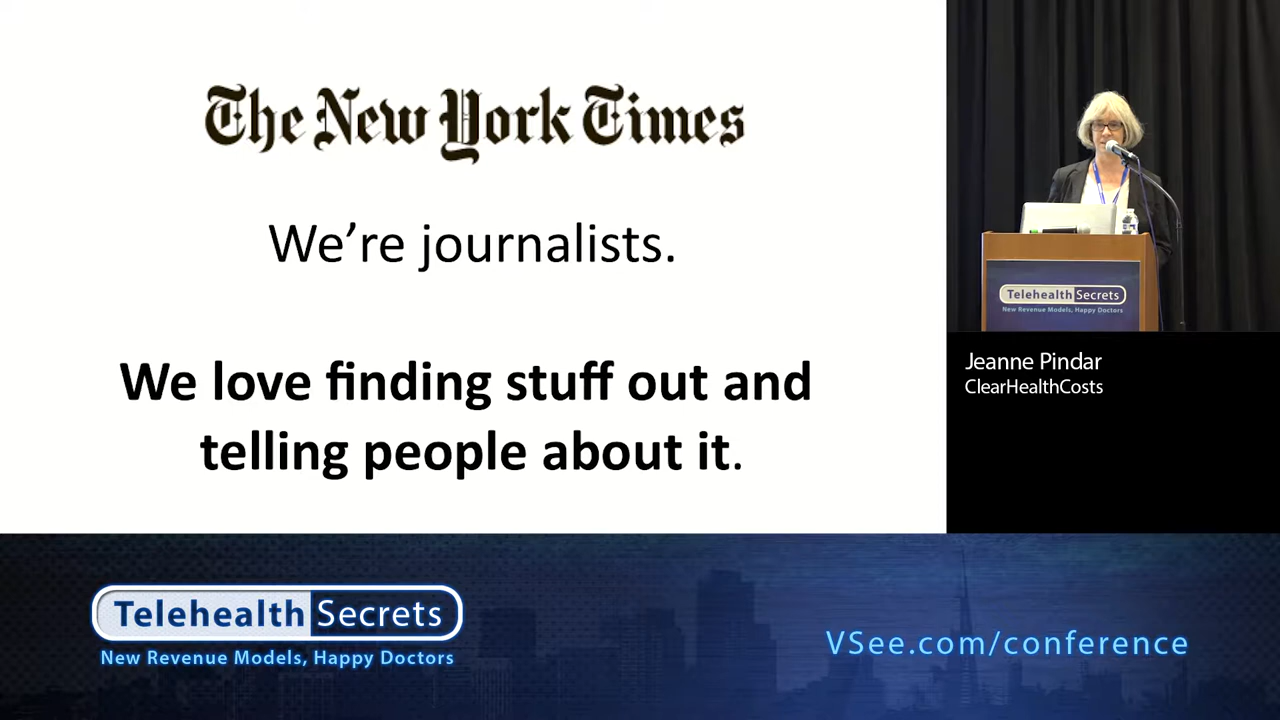 The New York Times
We're journalists.
We love finding stuff out and
telling people about it.
Telehealth Secrets
New Revenue Models, Happy Doctors
Jeanne Pindar
ClearHealthCosts
Telehealth Secrets
New Revenue Models, Happy Doctors
VSee.com/conference